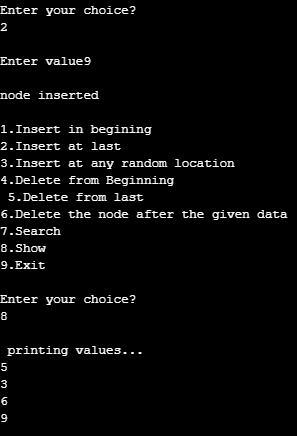 Enter your choice?
2
Enter value9
node inserted
1.Insert in begining
2.Insert at last
3.Insert at any random location
4.Delete from Beginning
5.Delete from last
6.Delete the node after the given data
7.Search
8.Show
9.Exit
Enter your choice?
8
printing values...
5
3
6
9